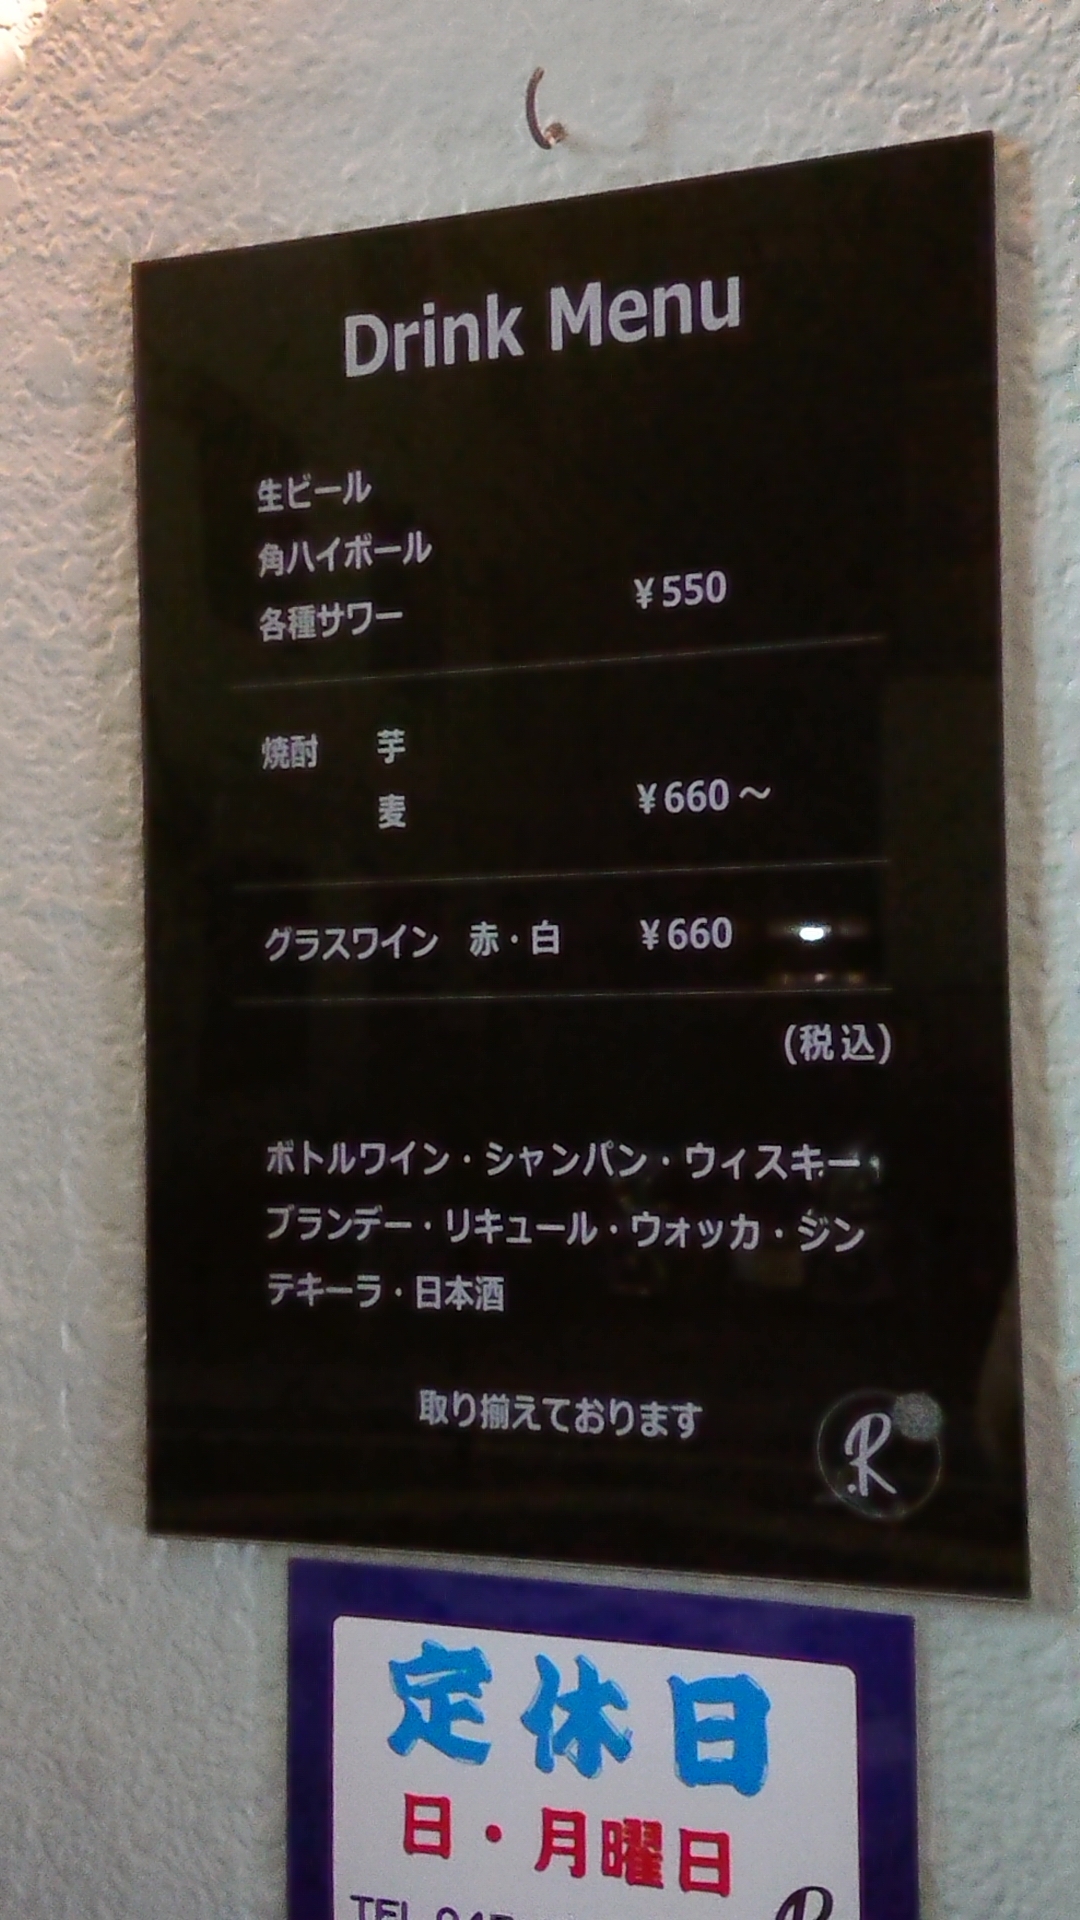 Drink Menu
生ビール
角ハイボール
各種サワー ¥550
焼酎 芋
麦 ¥660～
グラスワイン 赤・白 ¥660
(税込)
ボトルワイン・シャンパン・ウィスキー
ブランデー・リキュール・ウォッカ・ジン
テキーラ・日本酒
取り揃えております
R
定休日
日・月曜日
TEL
R